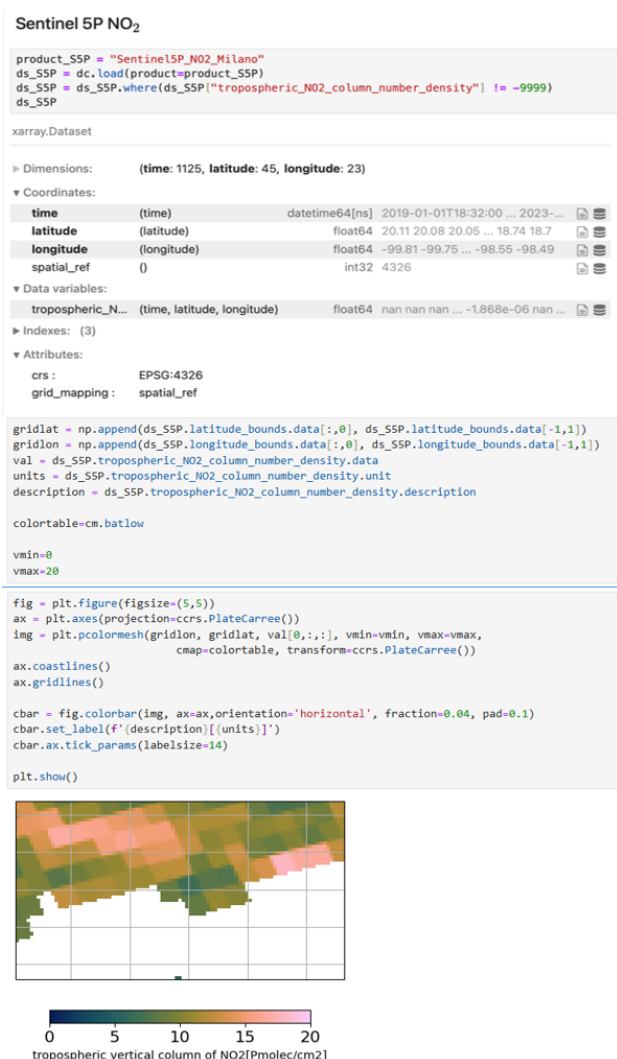 Sentinel 5P NO2
product_S5P = "Sentinel5P_NO2_Milano"
ds_S5P = dc.load(product=product_S5P)
ds_S5P = ds_S5P.where(ds_S5P["tropospheric_NO2_column_number_density"] != -9999)
ds_S5P
xarray.Dataset
Dimensions: (time: 1125, latitude: 45, longitude: 23)
Coordinates:
time (time) datetime64[ns] 2019-01-01T18:32:00 ... 2023-...
latitude (latitude) float64 20.11 20.08 20.05 ... 18.74 18.7
longitude (longitude) float64 -99.81 -99.75 ... -98.55 -98.49
spatial_ref () int32 4326
Data variables:
tropospheric_N... (time, latitude, longitude) float64 nan nan nan ... -1.868e-06 nan ...
Indexes: (3)
Attributes:
crs : EPSG:4326
grid_mapping : spatial_ref
gridlat = np.append(ds_S5P.latitude_bounds.data[:,0], ds_S5P.latitude_bounds.data[-1,1])
gridlon = np.append(ds_S5P.longitude_bounds.data[:,0], ds_S5P.longitude_bounds.data[-1,1])
val = ds_S5P.tropospheric_NO2_column_number_density.data
units = ds_S5P.tropospheric_NO2_column_number_density.unit
description = ds_S5P.tropospheric_NO2_column_number_density.description
colortable=cm.batlow
vmin=0
vmax=20
fig = plt.figure(figsize=(5,5))
ax = plt.axes(projection=ccrs.PlateCarree())
img = plt.pcolormesh(gridlon, gridlat, val[0,:,:], vmin=vmin, vmax=vmax,
cmap=colortable, transform=ccrs.PlateCarree())
ax.coastlines()
ax.gridlines()
cbar = fig.colorbar(img, ax=ax,orientation='horizontal', fraction=0.04, pad=0.1)
cbar.set_label(f'{description}[{units}]')
cbar.ax.tick_params(labelsize=14)
plt.show()
0 5 10 15 20
tropospheric vertical column of NO2[Pmolec/cm2]